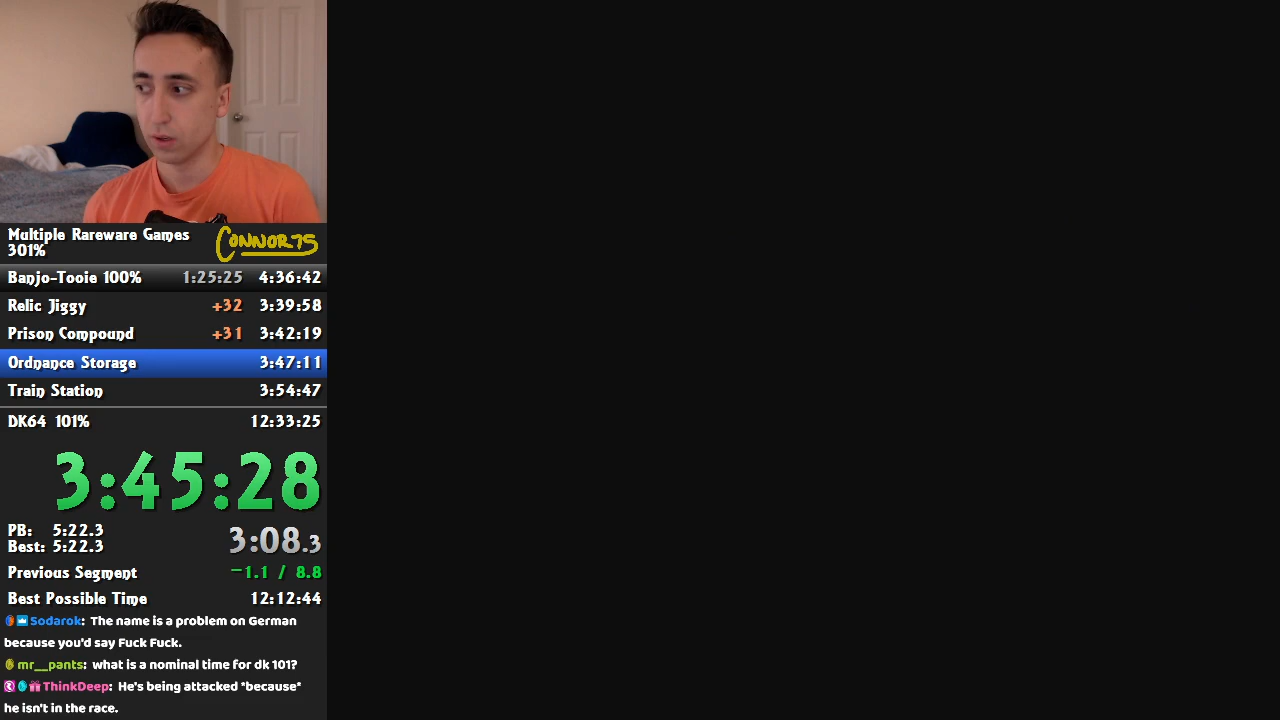 Multiple Rareware Games
301%
CONNOR75
Banjo-Tooie 100% 1:25:25 4:36:42
Relic Jiggy +32 3:39:58
Prison Compound +31 3:42:19
Ordnance Storage 3:47:11
Train Station 3:54:47
DK64 101% 12:33:25
3:45:28
PB: 5:22.3
Best: 5:22.3
3:08.3
Previous Segment −1.1 / 8.8
Best Possible Time 12:12:44
Sodarok: The name is a problem on German
because you'd say Fuck Fuck.
mr__pants: what is a nominal time for dk 101?
ThinkDeep: He's being attacked *because*
he isn't in the race.